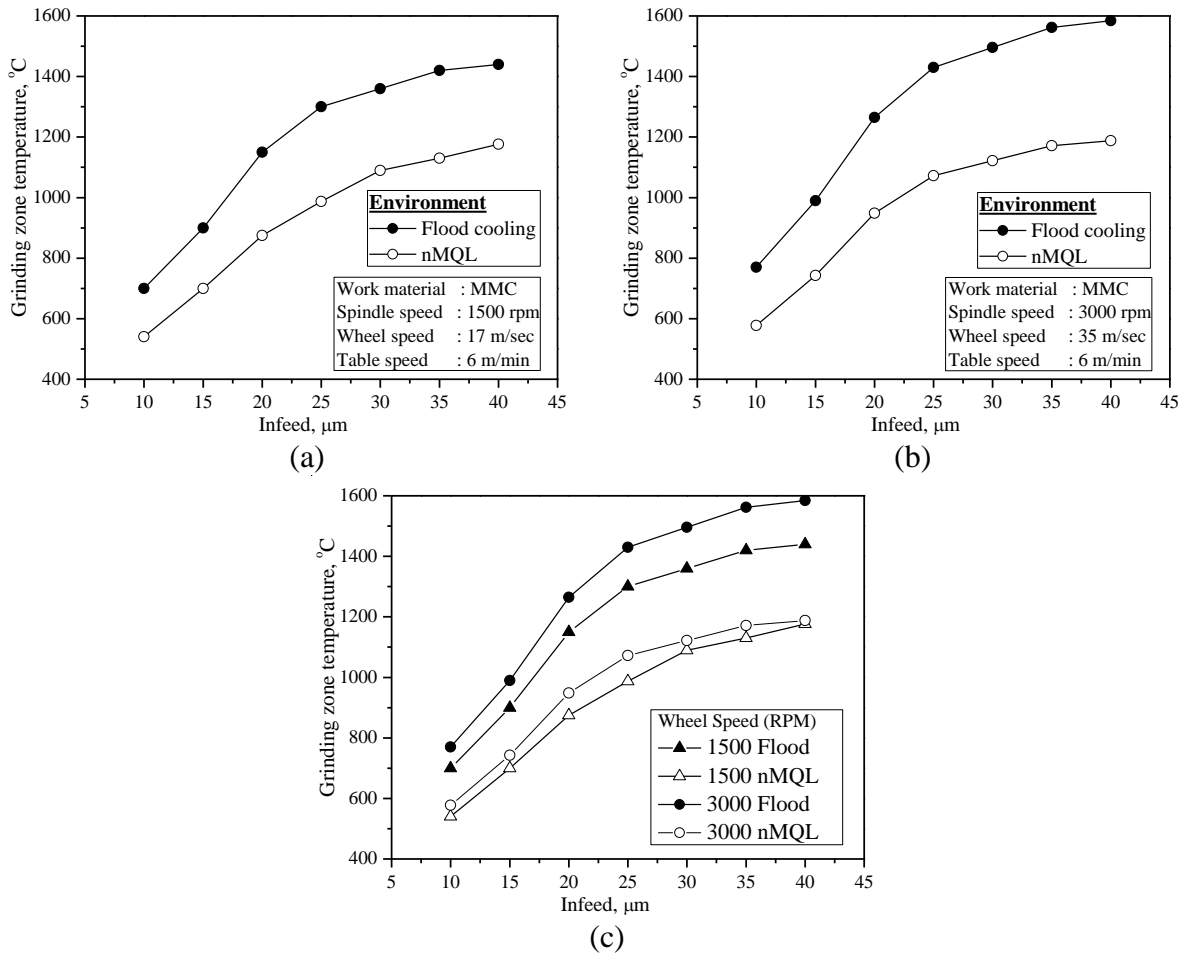 1600
1400
1200
1000
800
600
400
Grinding zone temperature, °C
Environment
Flood cooling
nMQL
Work material : MMC
Spindle speed : 1500 rpm
Wheel speed : 17 m/sec
Table speed : 6 m/min
5 10 15 20 25 30 35 40 45
Infeed, μm
(a)
1600
1400
1200
1000
800
600
400
Grinding zone temperature, °C
Environment
Flood cooling
nMQL
Work material : MMC
Spindle speed : 3000 rpm
Wheel speed : 35 m/sec
Table speed : 6 m/min
5 10 15 20 25 30 35 40 45
Infeed, μm
(b)
1600
1400
1200
1000
800
600
400
Grinding zone temperature, °C
Wheel Speed (RPM)
1500 Flood
1500 nMQL
3000 Flood
3000 nMQL
5 10 15 20 25 30 35 40 45
Infeed, μm
(c)